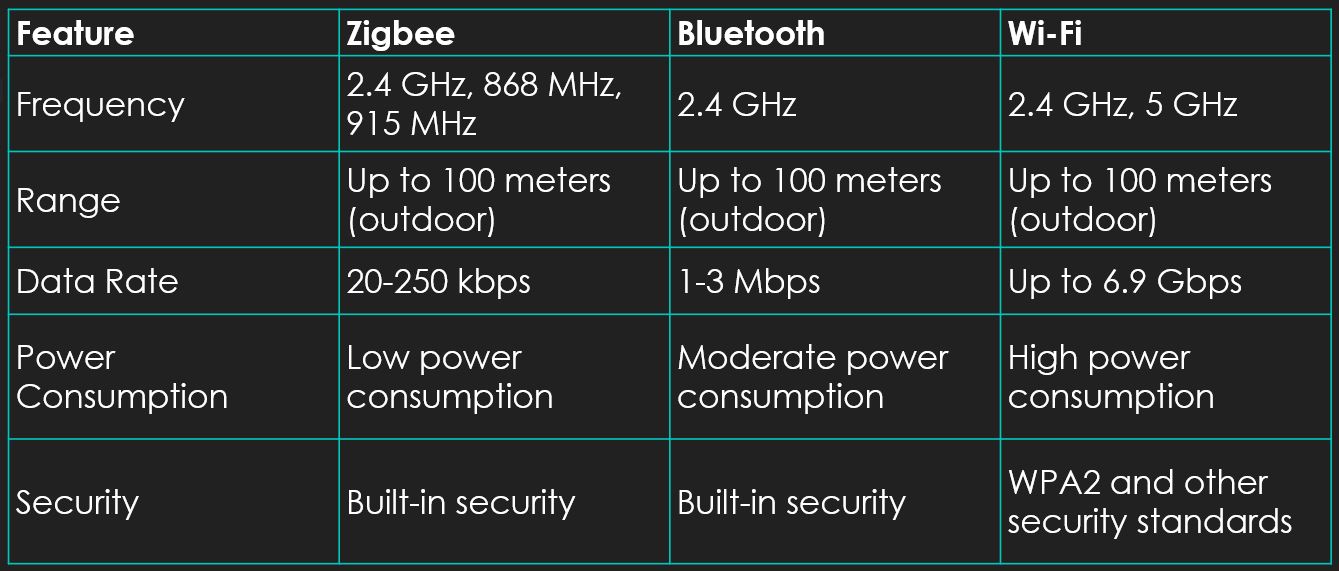 Feature Zigbee Bluetooth Wi-Fi
Frequency 2.4 GHz, 868 MHz, 915 MHz 2.4 GHz 2.4 GHz, 5 GHz
Range Up to 100 meters (outdoor) Up to 100 meters (outdoor) Up to 100 meters (outdoor)
Data Rate 20-250 kbps 1-3 Mbps Up to 6.9 Gbps
Power Consumption Low power consumption Moderate power consumption High power consumption
Security Built-in security Built-in security WPA2 and other security standards